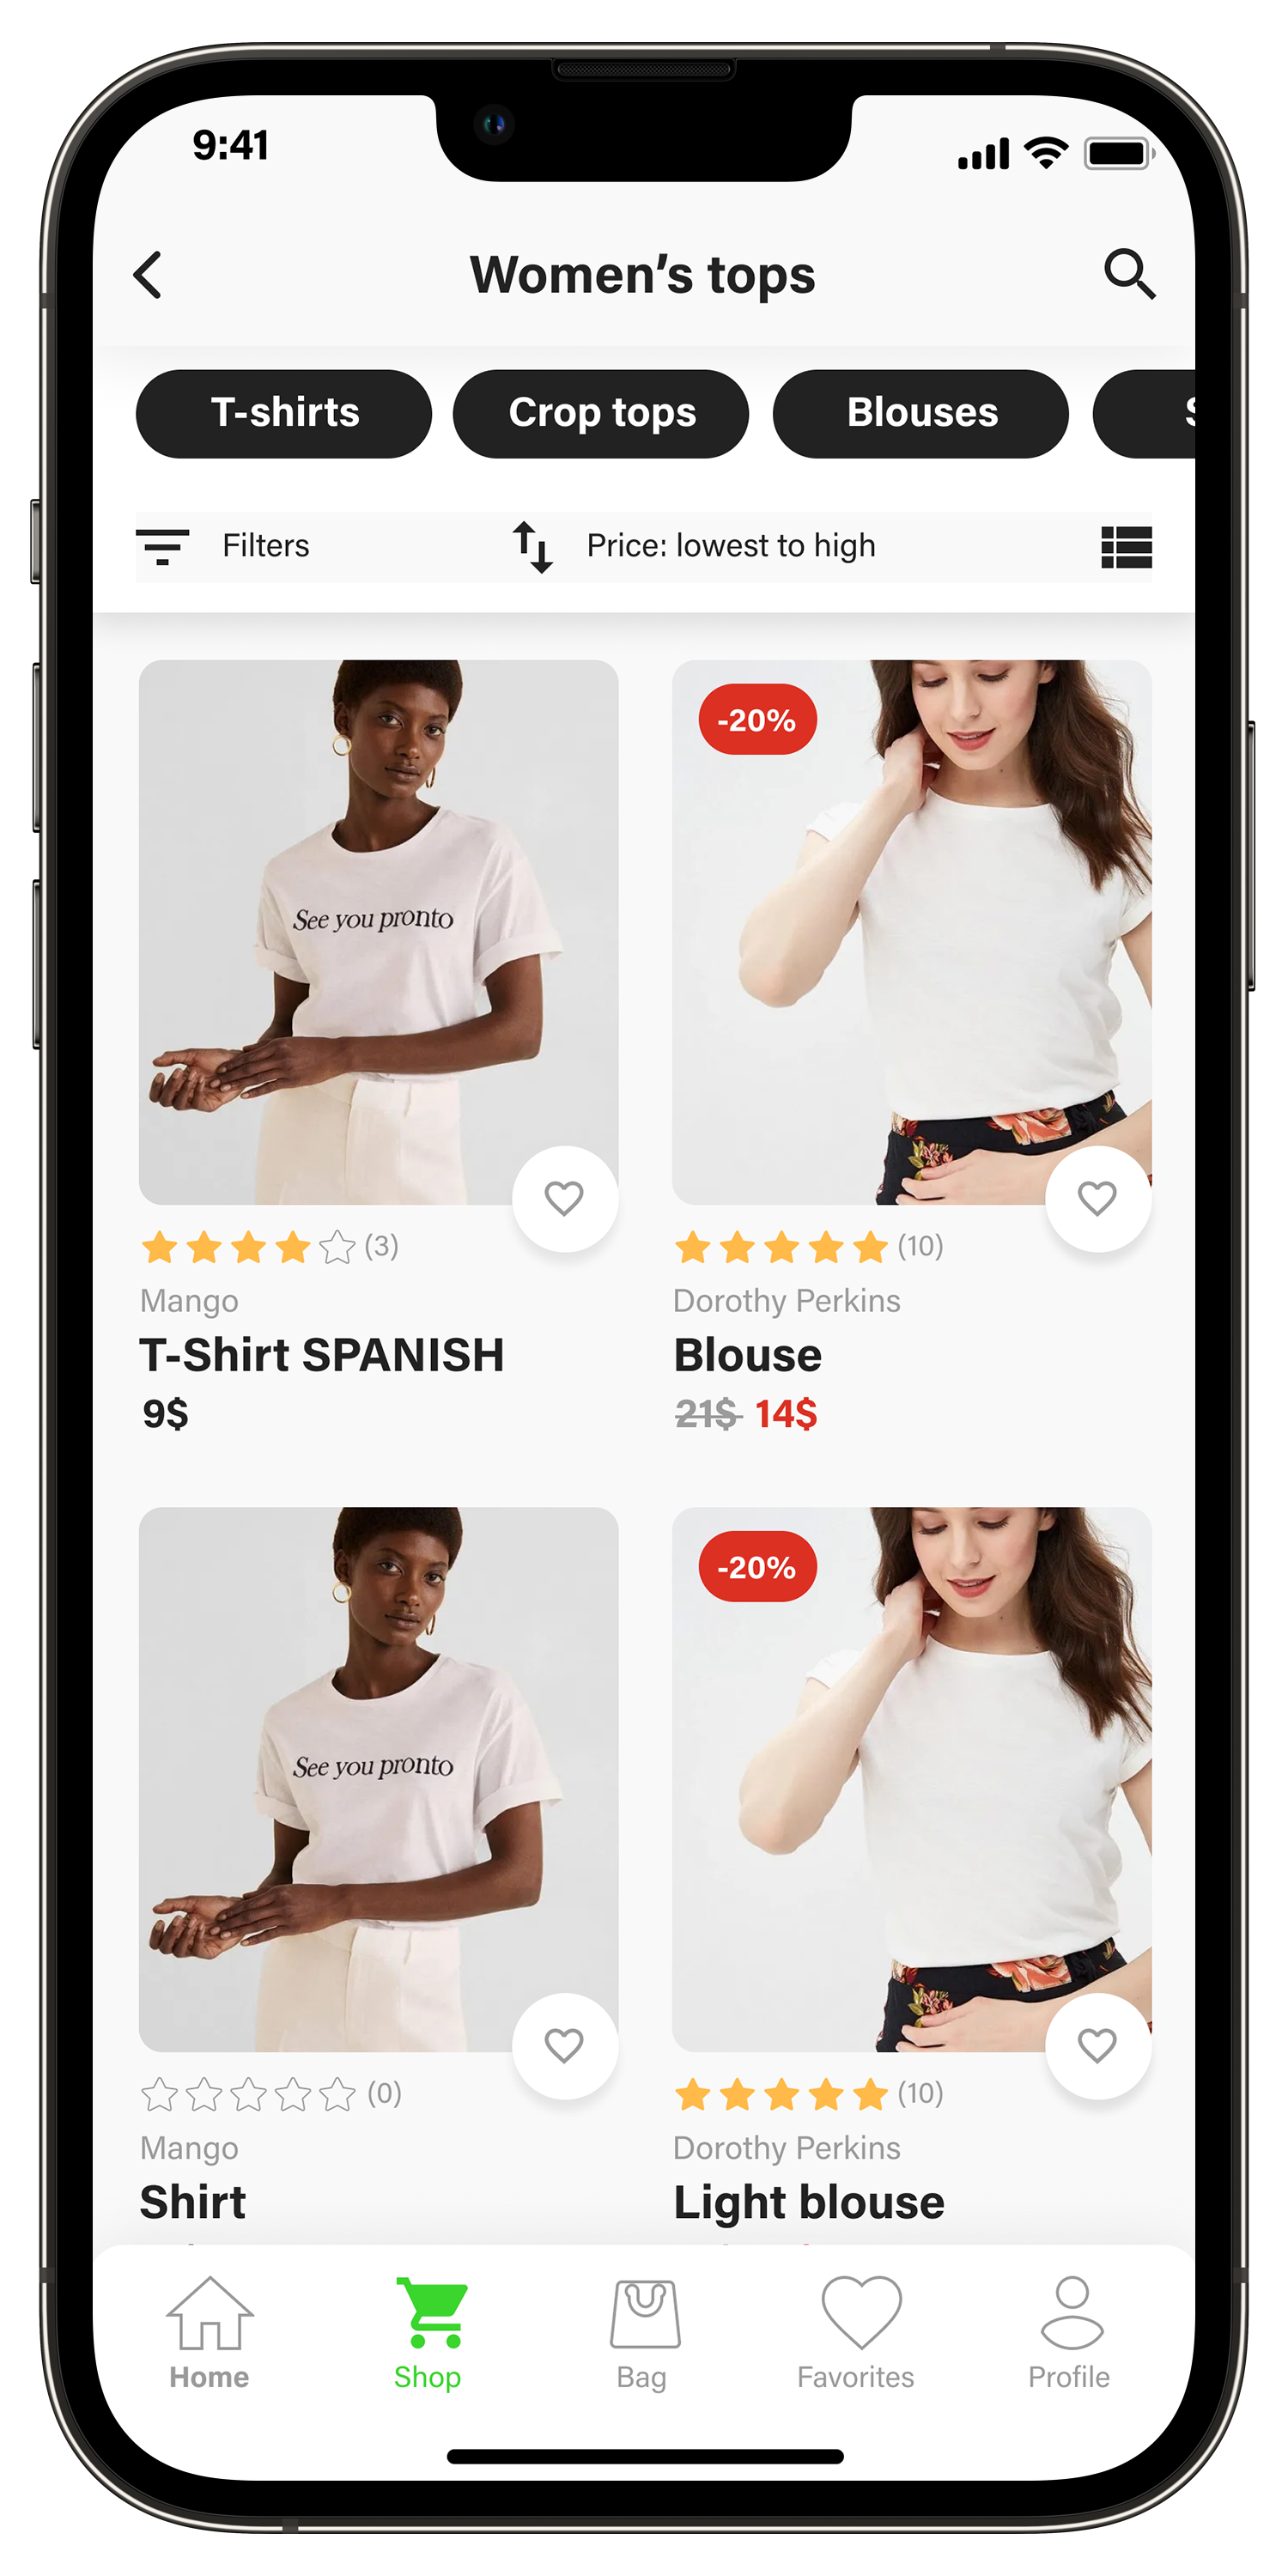 9:41
Women’s tops
T-shirts
Crop tops
Blouses
Filters
Price: lowest to high
-20%
See you pronto
(3)
(10)
Mango
Dorothy Perkins
T-Shirt SPANISH
Blouse
9$
21$ 14$
-20%
See you pronto
(0)
(10)
Mango
Dorothy Perkins
Shirt
Light blouse
Home
Shop
Bag
Favorites
Profile